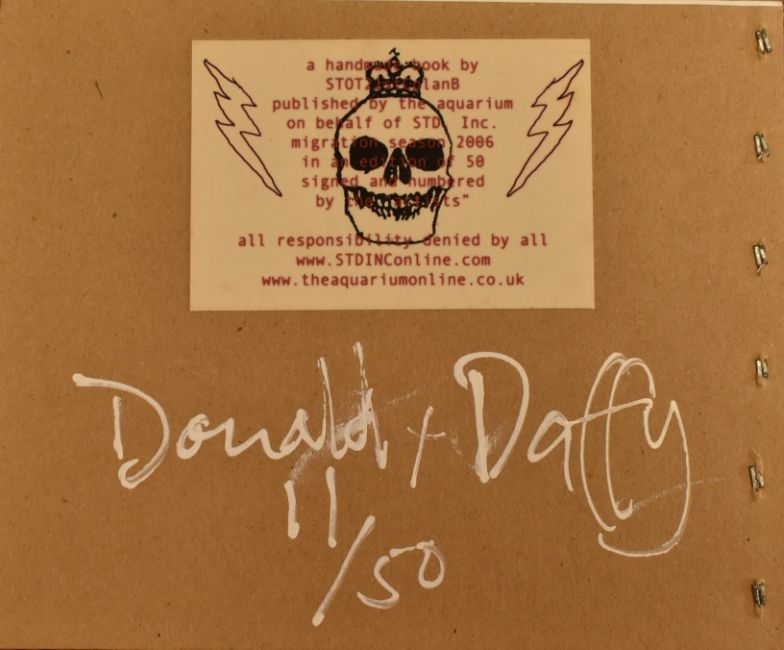 a handmade book by
STOT21stCplanB
published by the aquarium
on behalf of STD. Inc.
migration season 2006
in an edition of 50
signed and numbered
by the "artists"
all responsibility denied by all
www.STDINConline.com
www.theaquariumonline.co.uk
Donald + Daffy
11
/50